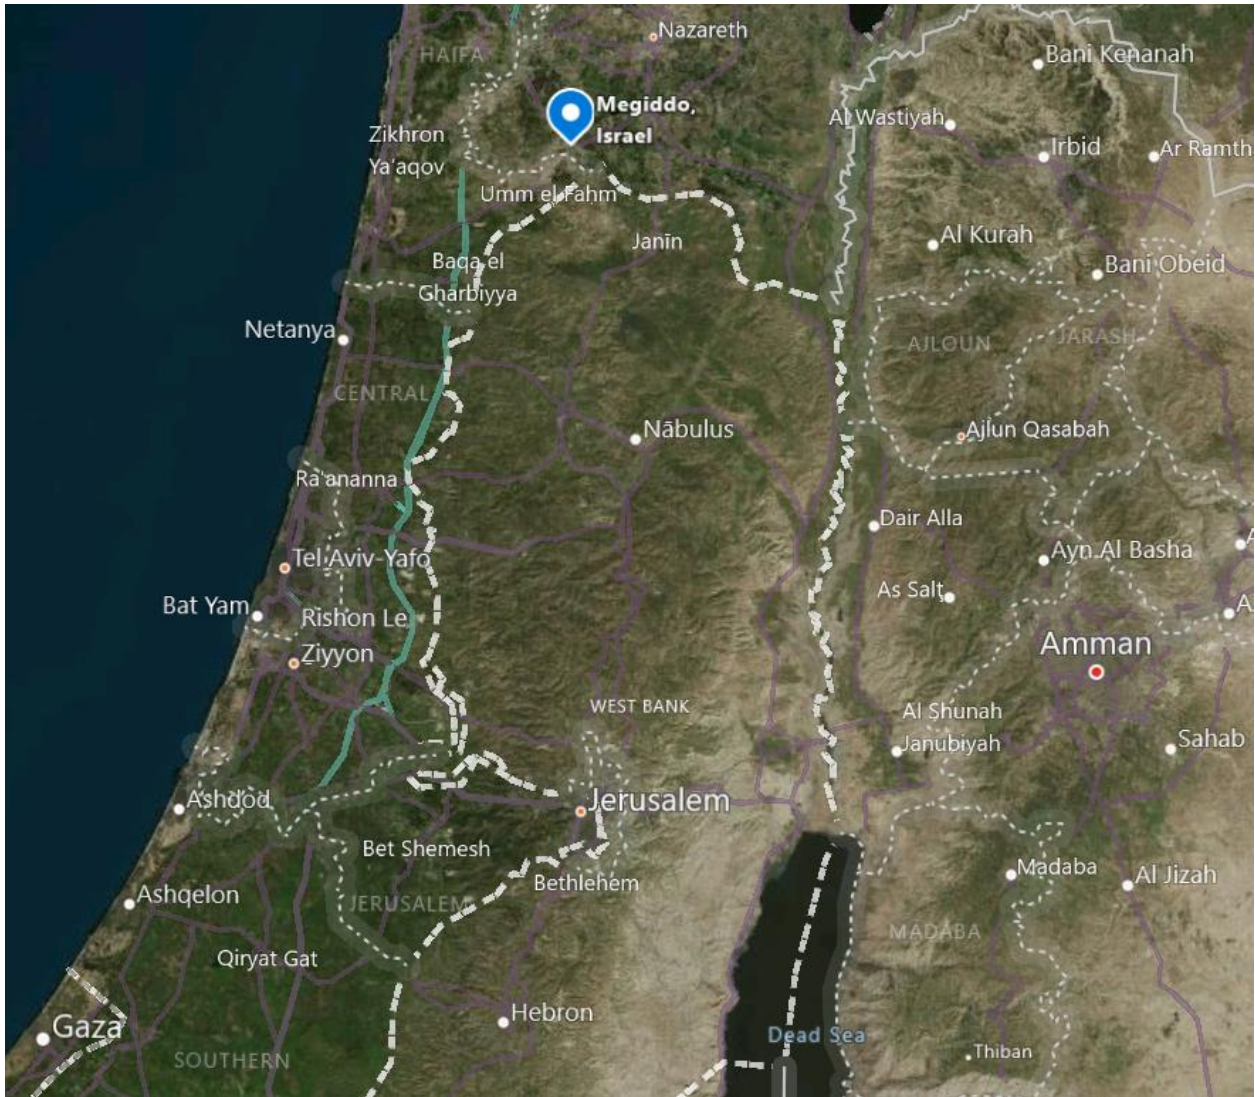 Nazareth
HAIFA
Bani Kenanah
Megiddo,
Israel
Al Wastiyah
Zikhron
Ya'aqov
Irbid
Ar Ramth
Umm el Fahm
Janīn
Al Kurah
Baqa el
Gharbiyya
Bani Obeid
Netanya
AJLOUN
JARASH
CENTRAL
Nābulus
Ajlun Qasabah
Ra'ananna
Dair Alla
Tel Aviv-Yafo
Ayn Al Basha
A
As Salţ
Bat Yam
Rishon Le
Ziyyon
A
Amman
WEST BANK
Al Shunah
Janubiyah
Sahab
Ashdod
Jerusalem
Bet Shemesh
Bethlehem
Madaba
Al Jizah
Ashqelon
JERUSALEM
MADABA
Qiryat Gat
Hebron
Gaza
Dead Sea
SOUTHERN
Thiban